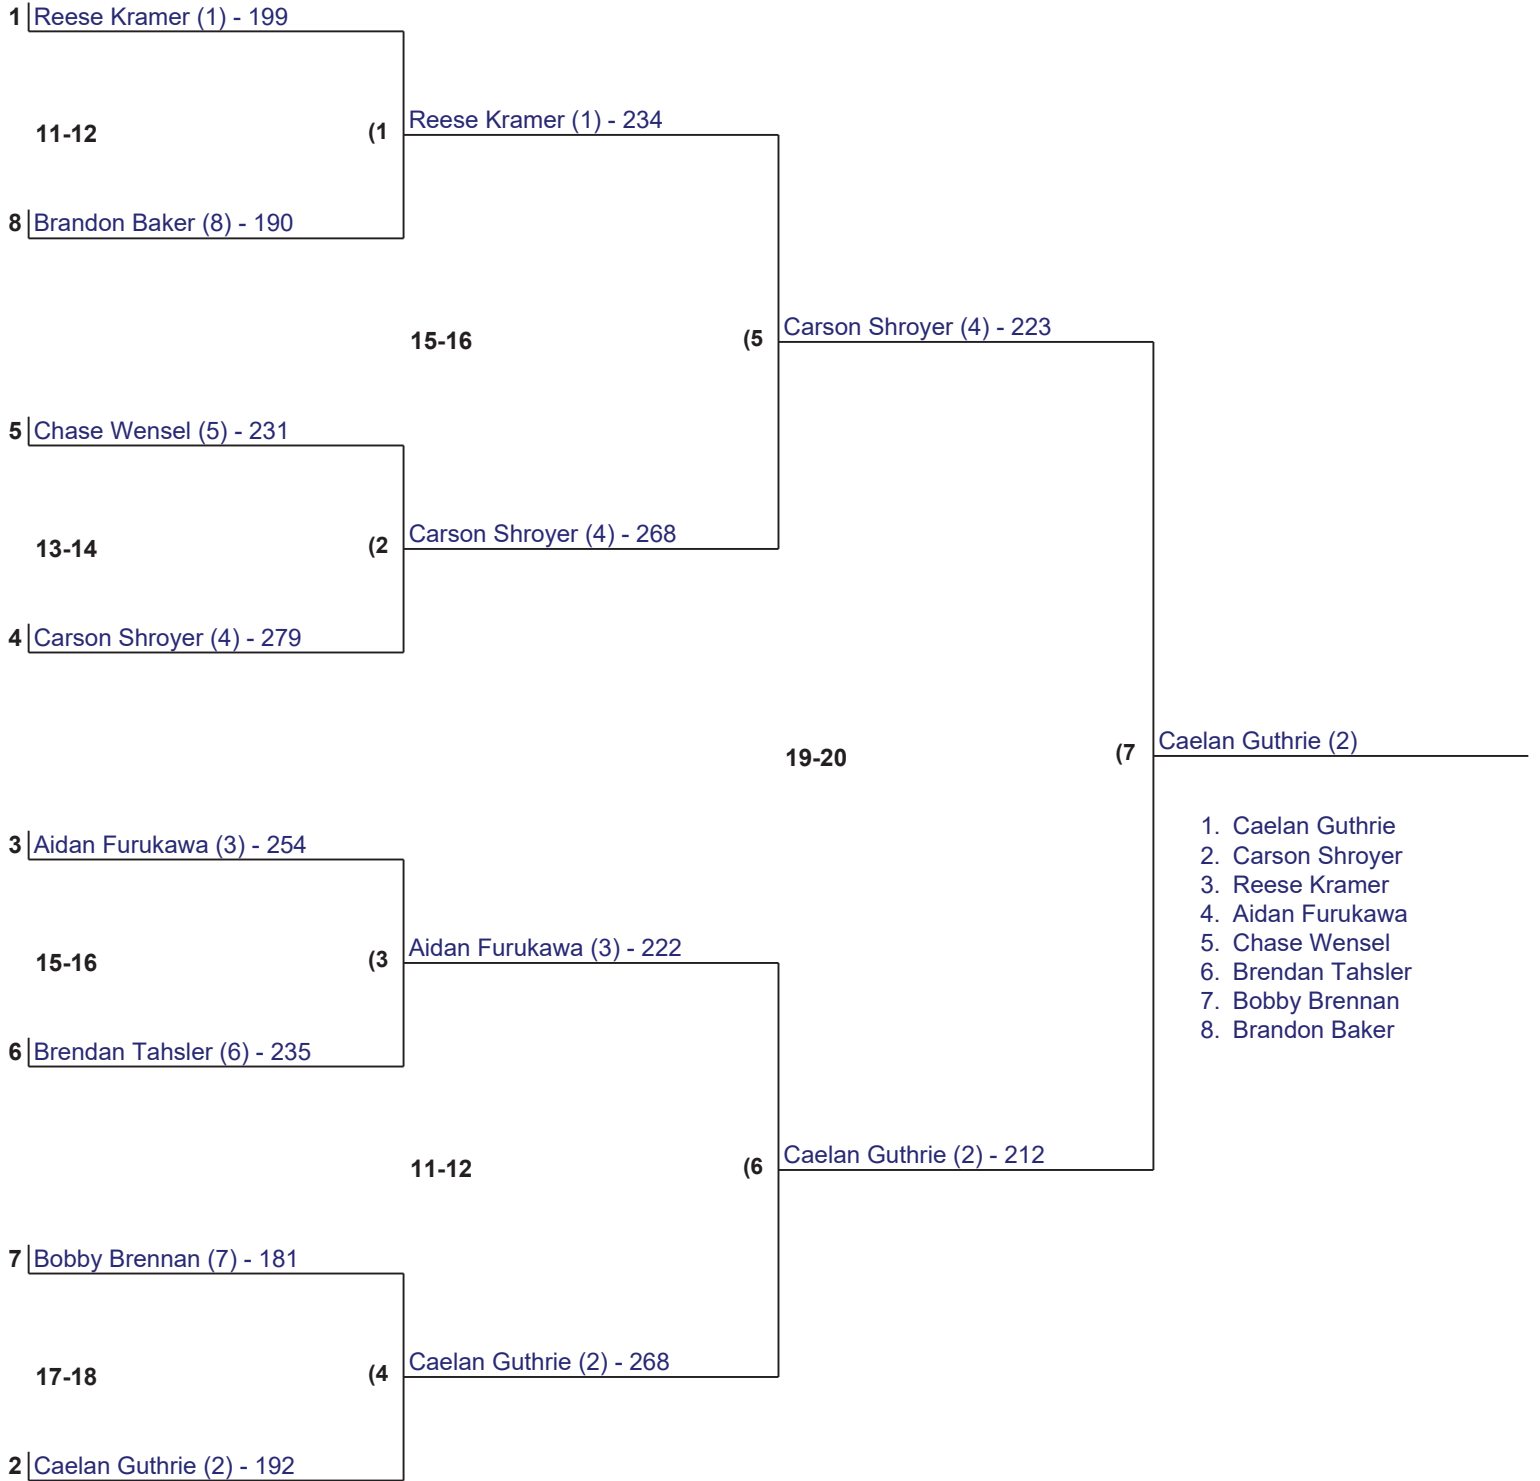 1 Reese Kramer (1) - 199
11-12 (1 Reese Kramer (1) - 234
8 Brandon Baker (8) - 190
15-16 (5 Carson Shroyer (4) - 223
5 Chase Wensel (5) - 231
13-14 (2 Carson Shroyer (4) - 268
4 Carson Shroyer (4) - 279
19-20 (7 Caelan Guthrie (2)
3 Aidan Furukawa (3) - 254
15-16 (3 Aidan Furukawa (3) - 222
6 Brendan Tahsler (6) - 235
11-12 (6 Caelan Guthrie (2) - 212
7 Bobby Brennan (7) - 181
17-18 (4 Caelan Guthrie (2) - 268
2 Caelan Guthrie (2) - 192
1. Caelan Guthrie
2. Carson Shroyer
3. Reese Kramer
4. Aidan Furukawa
5. Chase Wensel
6. Brendan Tahsler
7. Bobby Brennan
8. Brandon Baker